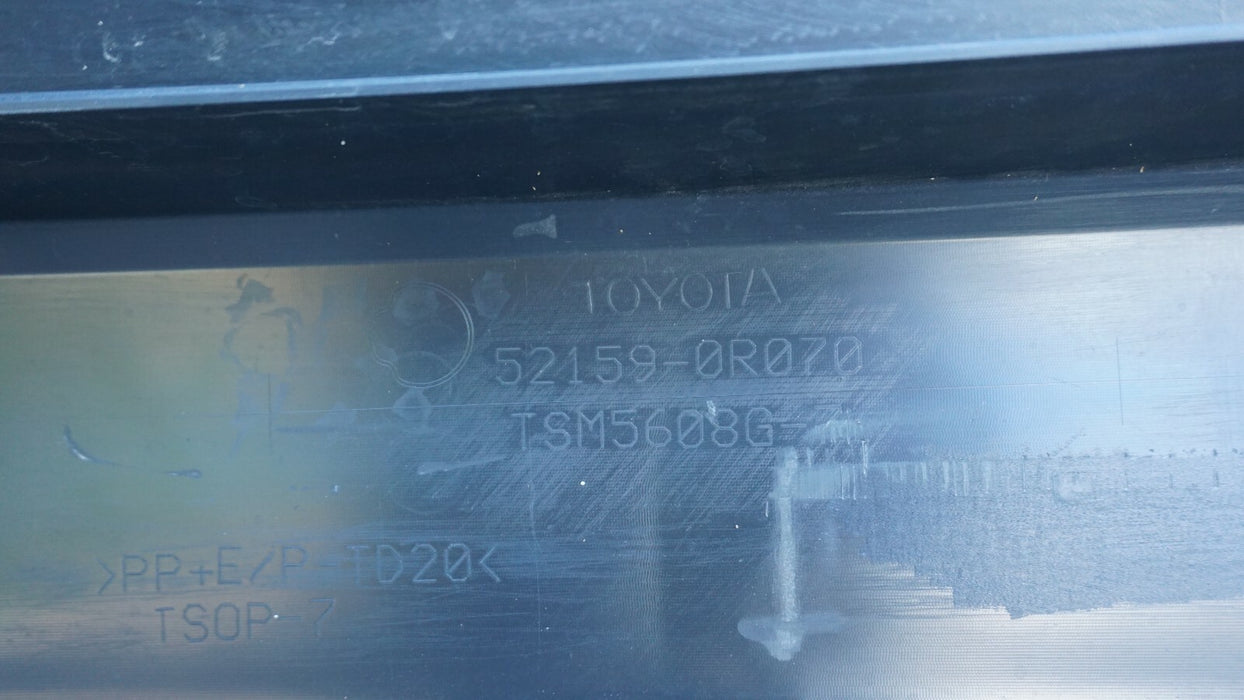 TOYOTA
52159-0R070
TSM5608G-
>PP+E/P-TD20<
TSOP-7